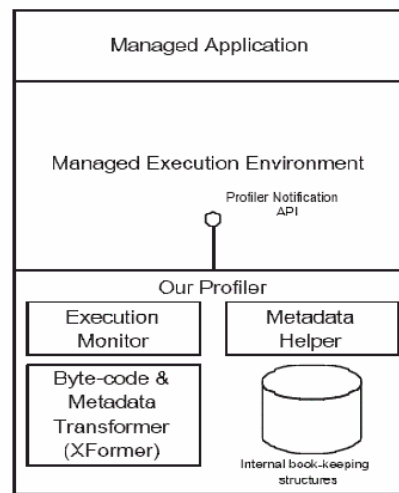 Managed Application
Managed Execution Environment
Profiler Notification
API
Our Profiler
Execution
Monitor
Metadata
Helper
Byte-code &
Metadata
Transformer
(XFormer)
Internal book-keeping
structures